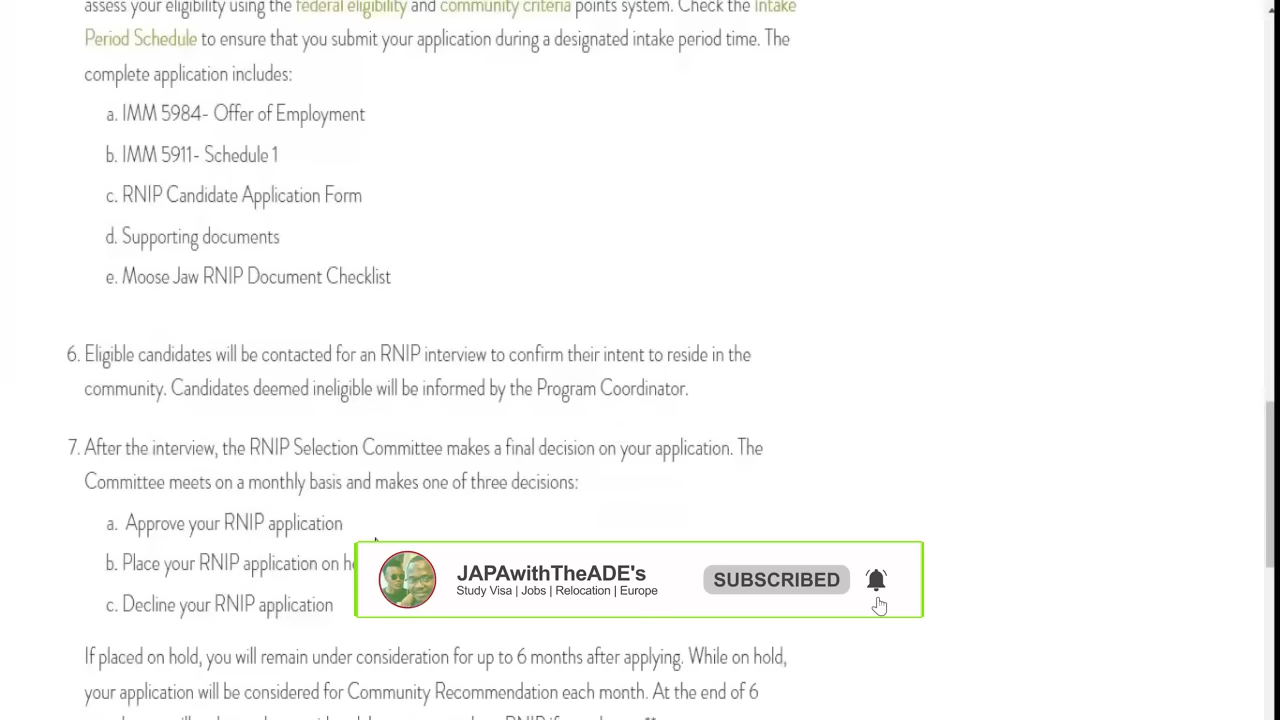 assess your eligibility using the federal eligibility and community criteria points system. Check the Intake
Period Schedule to ensure that you submit your application during a designated intake period time. The
complete application includes:
a. IMM 5984- Offer of Employment
b. IMM 5911- Schedule 1
c. RNIP Candidate Application Form
d. Supporting documents
e. Moose Jaw RNIP Document Checklist
6. Eligible candidates will be contacted for an RNIP interview to confirm their intent to reside in the
community. Candidates deemed ineligible will be informed by the Program Coordinator.
7. After the interview, the RNIP Selection Committee makes a final decision on your application. The
Committee meets on a monthly basis and makes one of three decisions:
a. Approve your RNIP application
b. Place your RNIP application on
c. Decline your RNIP application
JAPAwithTheADE's
Study Visa | Jobs | Relocation | Europe
SUBSCRIBED
If placed on hold, you will remain under consideration for up to 6 months after applying. While on hold,
your application will be considered for Community Recommendation each month. At the end of 6